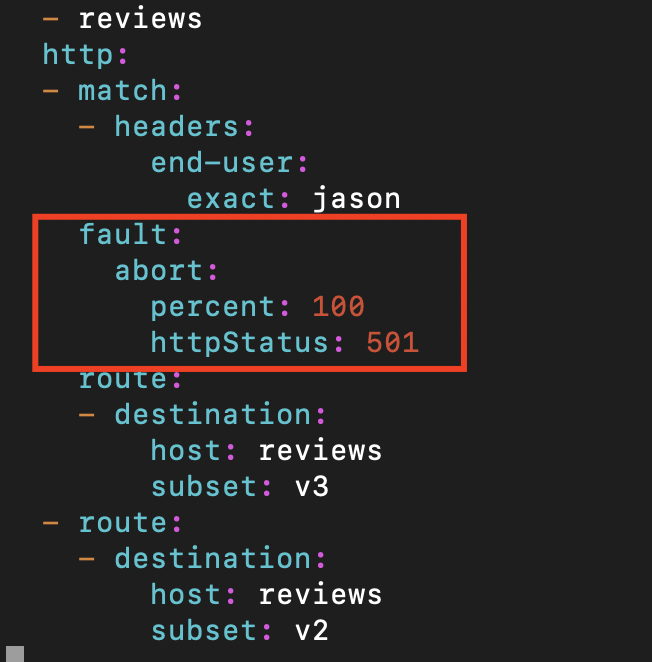 - reviews
http:
- match:
  - headers:
      end-user:
        exact: jason
  fault:
    abort:
      percent: 100
      httpStatus: 501
  route:
  - destination:
      host: reviews
      subset: v3
- route:
  - destination:
      host: reviews
      subset: v2